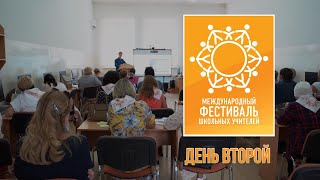 МЕЖДУНАРОДНЫЙ
ФЕСТИВАЛЬ
ШКОЛЬНЫХ УЧИТЕЛЕЙ
ДЕНЬ ВТОРОЙ